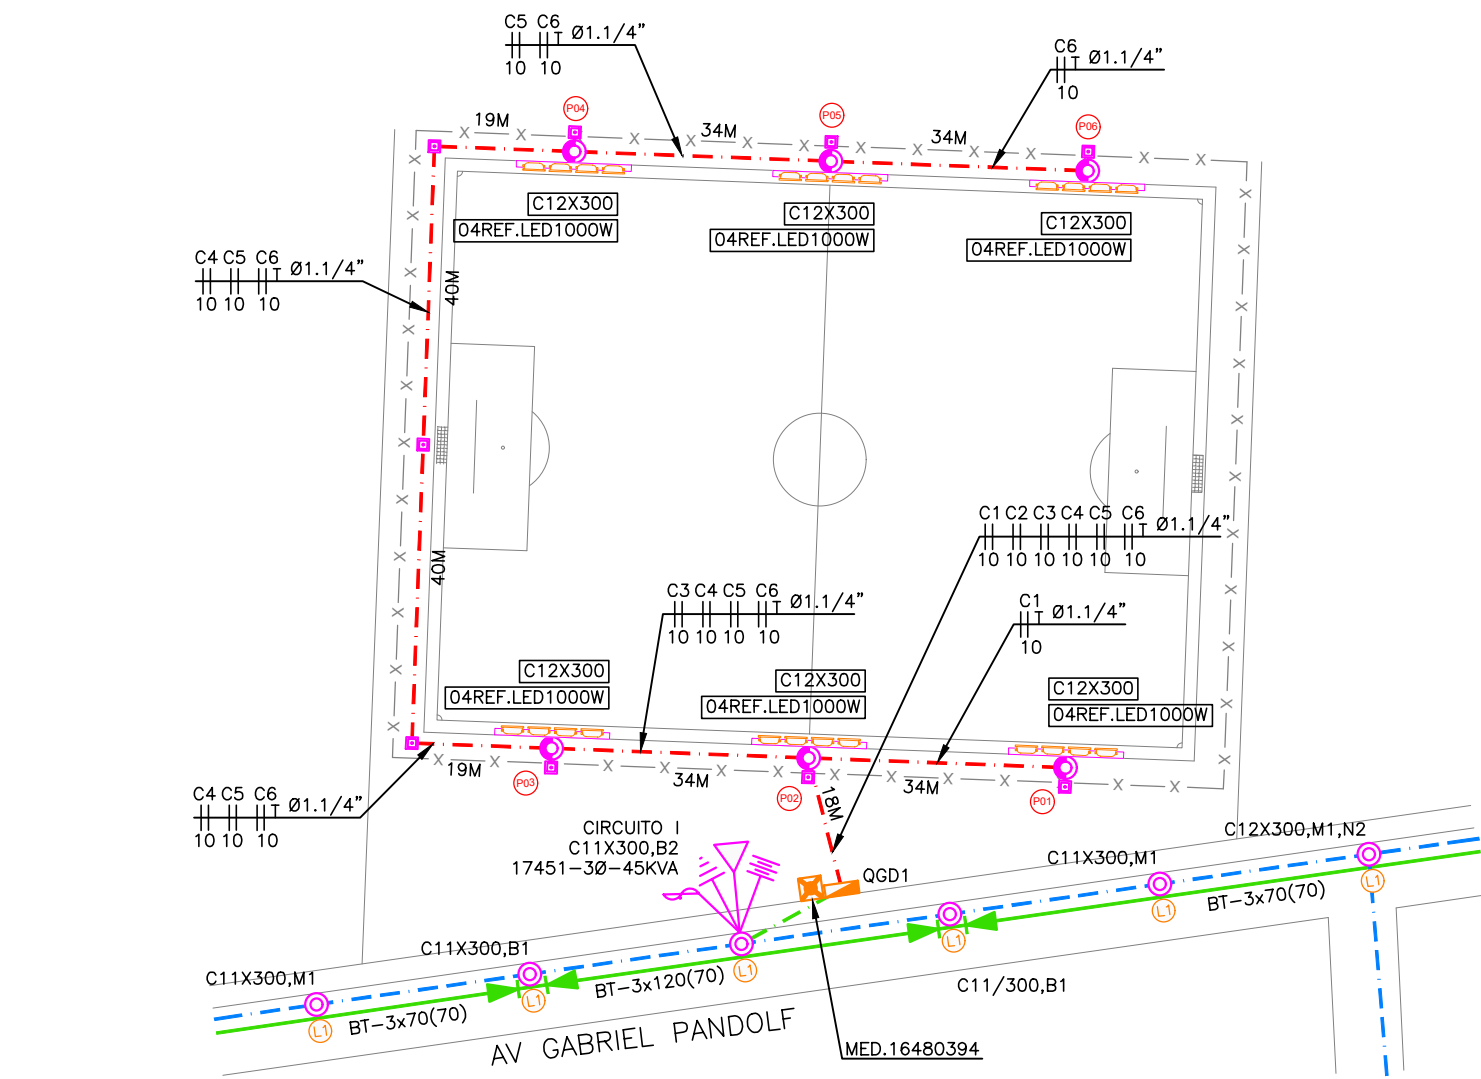 C5 C6 Ø1.1/4”
10 10
C6 Ø1.1/4”
10
P04
P05
P06
19M
34M
34M
C12X300
04REF.LED1000W
C12X300
04REF.LED1000W
C12X300
04REF.LED1000W
C4 C5 C6 Ø1.1/4”
10 10 10
40M
40M
C1 C2 C3 C4 C5 C6 Ø1.1/4”
10 10 10 10 10 10
C3 C4 C5 C6 Ø1.1/4”
10 10 10 10
C1 Ø1.1/4”
10
C12X300
04REF.LED1000W
C12X300
04REF.LED1000W
C12X300
04REF.LED1000W
19M
34M
34M
P03
P02
P01
18M
C4 C5 C6 Ø1.1/4”
10 10 10
CIRCUITO I
C11X300,B2
17451-3Ø-45KVA
QGD1
C12X300,M1,N2
C11X300,M1
BT-3x70(70)
C11X300,B1
C11X300,M1
BT-3x120(70)
C11/300,B1
BT-3x70(70)
L1
L1
L1
L1
L1
L1
AV GABRIEL PANDOLF
MED.16480394